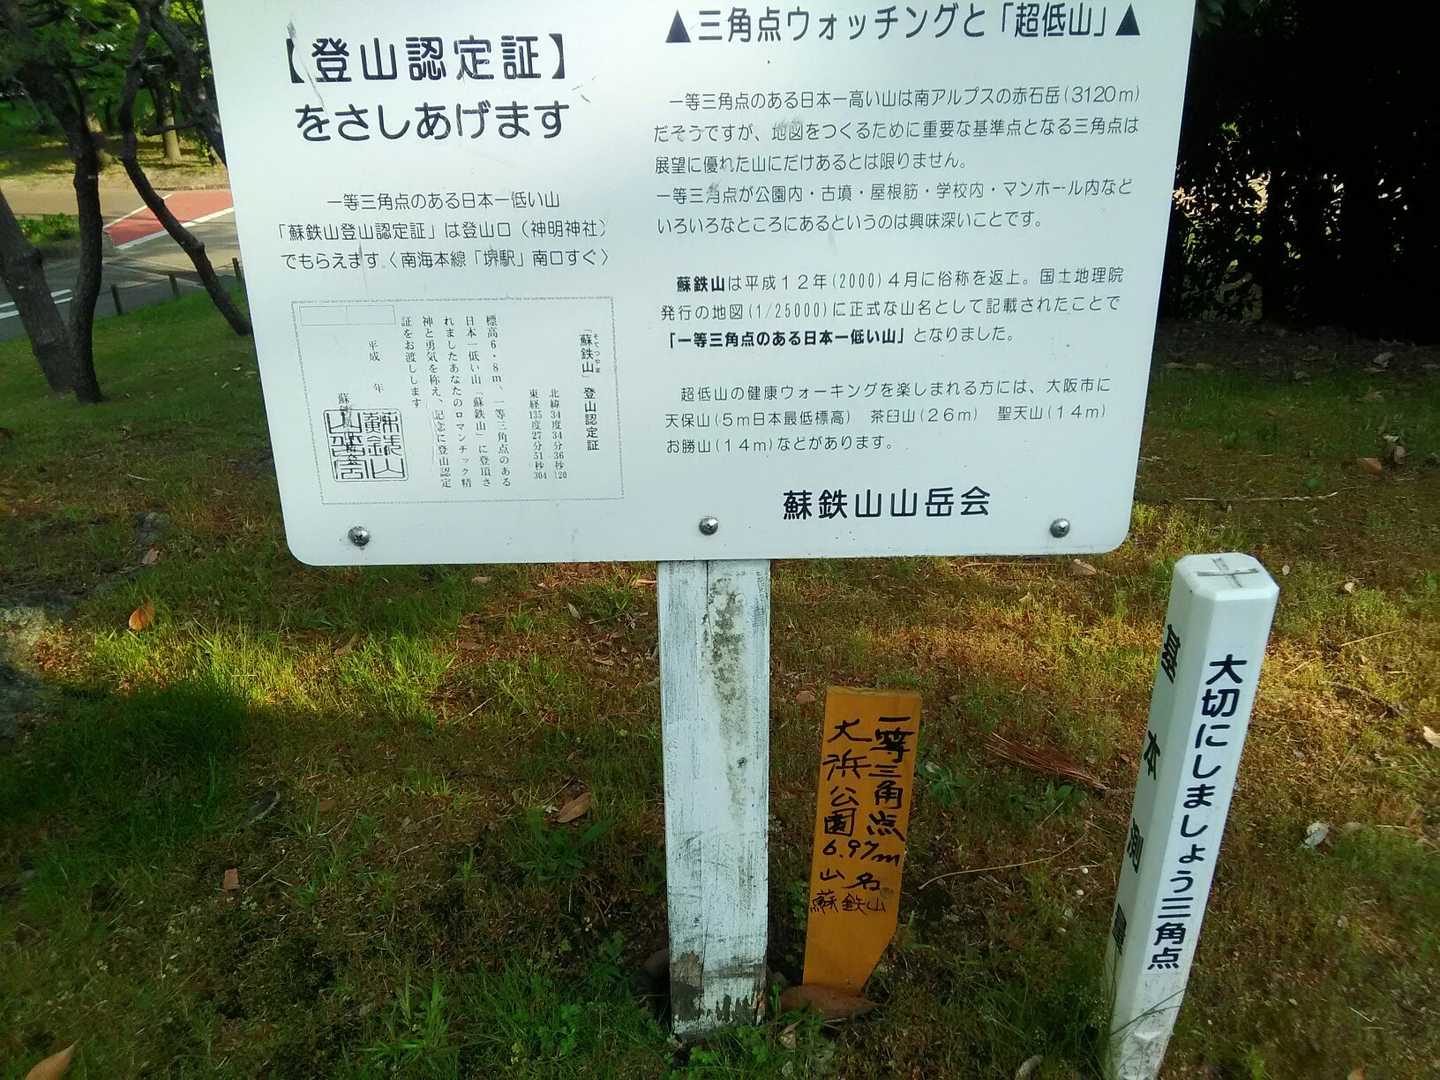 【登山認定証】
をさしあげます
一等三角点のある日本一低い山
「蘇鉄山登山認定証」は登山口（神明神社）
でもらえます〈南海本線「堺駅」南口すぐ〉
「蘇鉄山」登山認定証
北緯34度34分36秒120
東経135度27分51秒304
標高6・8m、一等三角点のある
日本一低い山「蘇鉄山」に登頂さ
れましたあなたのロマンチック精
神と勇気を称え、記念に登山認定
証をお渡しします
平成　年
▲三角点ウォッチングと「超低山」▲
一等三角点のある日本一高い山は南アルプスの赤石岳(3120m)
だそうですが、地図をつくるために重要な基準点となる三角点は
展望に優れた山にだけあるとは限りません。
一等三角点が公園内・古墳・屋根筋・学校内・マンホール内など
いろいろなところにあるというのは興味深いことです。
蘇鉄山は平成12年(2000)4月に俗称を返上。国土地理院
発行の地図(1/25000)に正式な山名として記載されたことで
「一等三角点のある日本一低い山」となりました。
超低山の健康ウォーキングを楽しまれる方には、大阪市に
天保山(5m日本最低標高)　茶臼山(26m)　聖天山(14m)
お勝山(14m)などがあります。
蘇鉄山山岳会
一等三角点
大浜公園
6.97m
山名
蘇鉄山
基本測量
大切にしましょう三角点